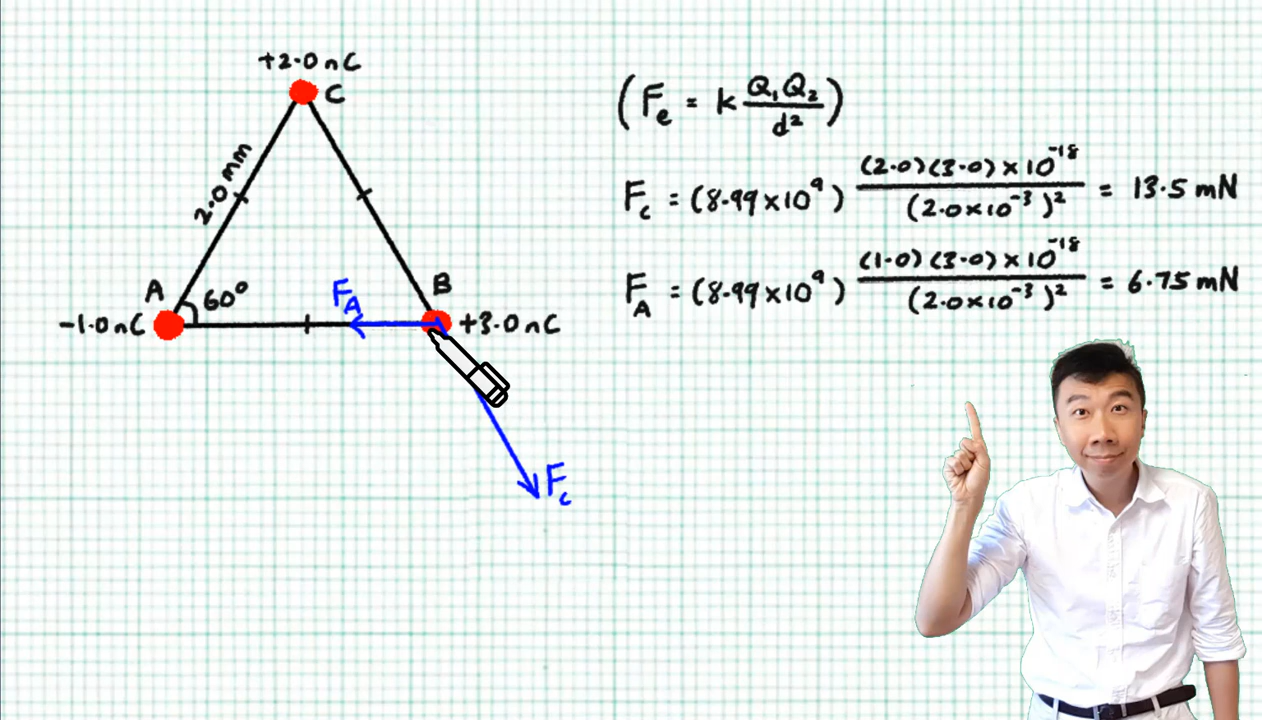 +2.0 nC
C
2.0 mm
A
60°
-1.0 nC
F_A
B
+3.0 nC
F_c
(F_e = k Q₁Q₂ / d²)
F_c = (8.99 x 10⁹) (2.0)(3.0) x 10⁻¹⁸ / (2.0 x 10⁻³)² = 13.5 mN
F_A = (8.99 x 10⁹) (1.0)(3.0) x 10⁻¹⁸ / (2.0 x 10⁻³)² = 6.75 mN